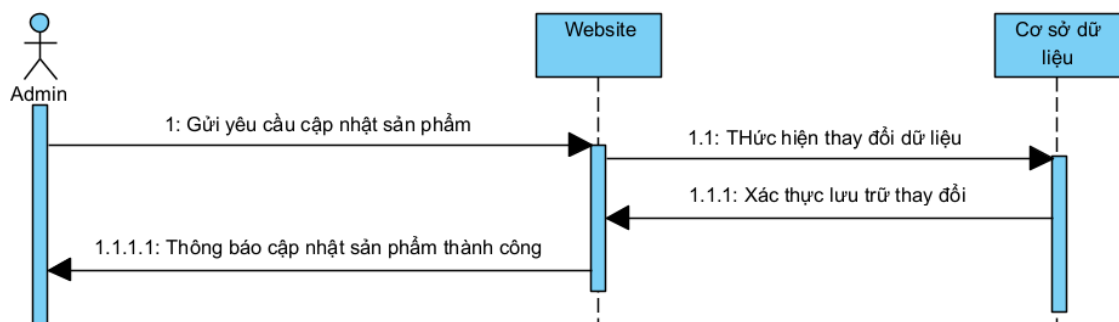 Website
Cơ sở dữ
liệu
Admin
1: Gửi yêu cầu cập nhật sản phẩm
1.1: THức hiện thay đổi dữ liệu
1.1.1: Xác thực lưu trữ thay đổi
1.1.1.1: Thông báo cập nhật sản phẩm thành công